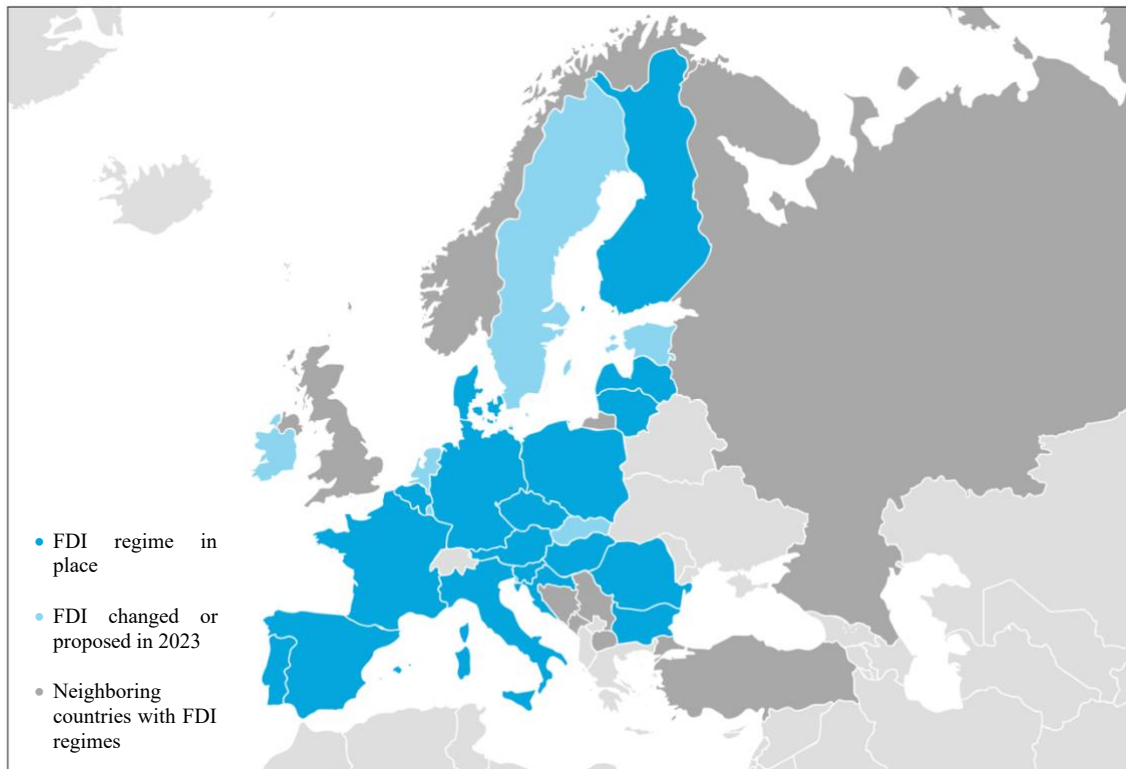 FDI regime in
place
FDI changed or
proposed in 2023
Neighboring
countries with FDI
regimes